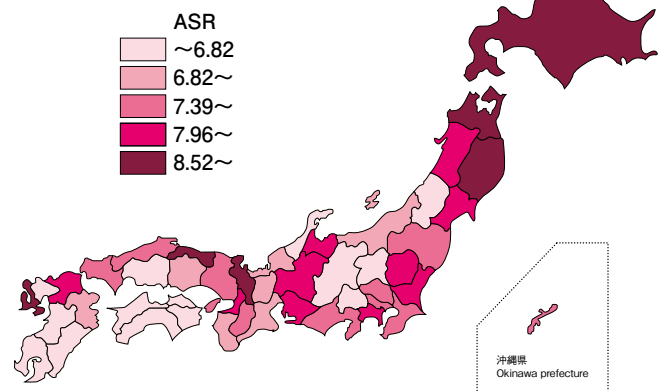 ASR
～6.82
6.82～
7.39～
7.96～
8.52～
沖縄県
Okinawa prefecture